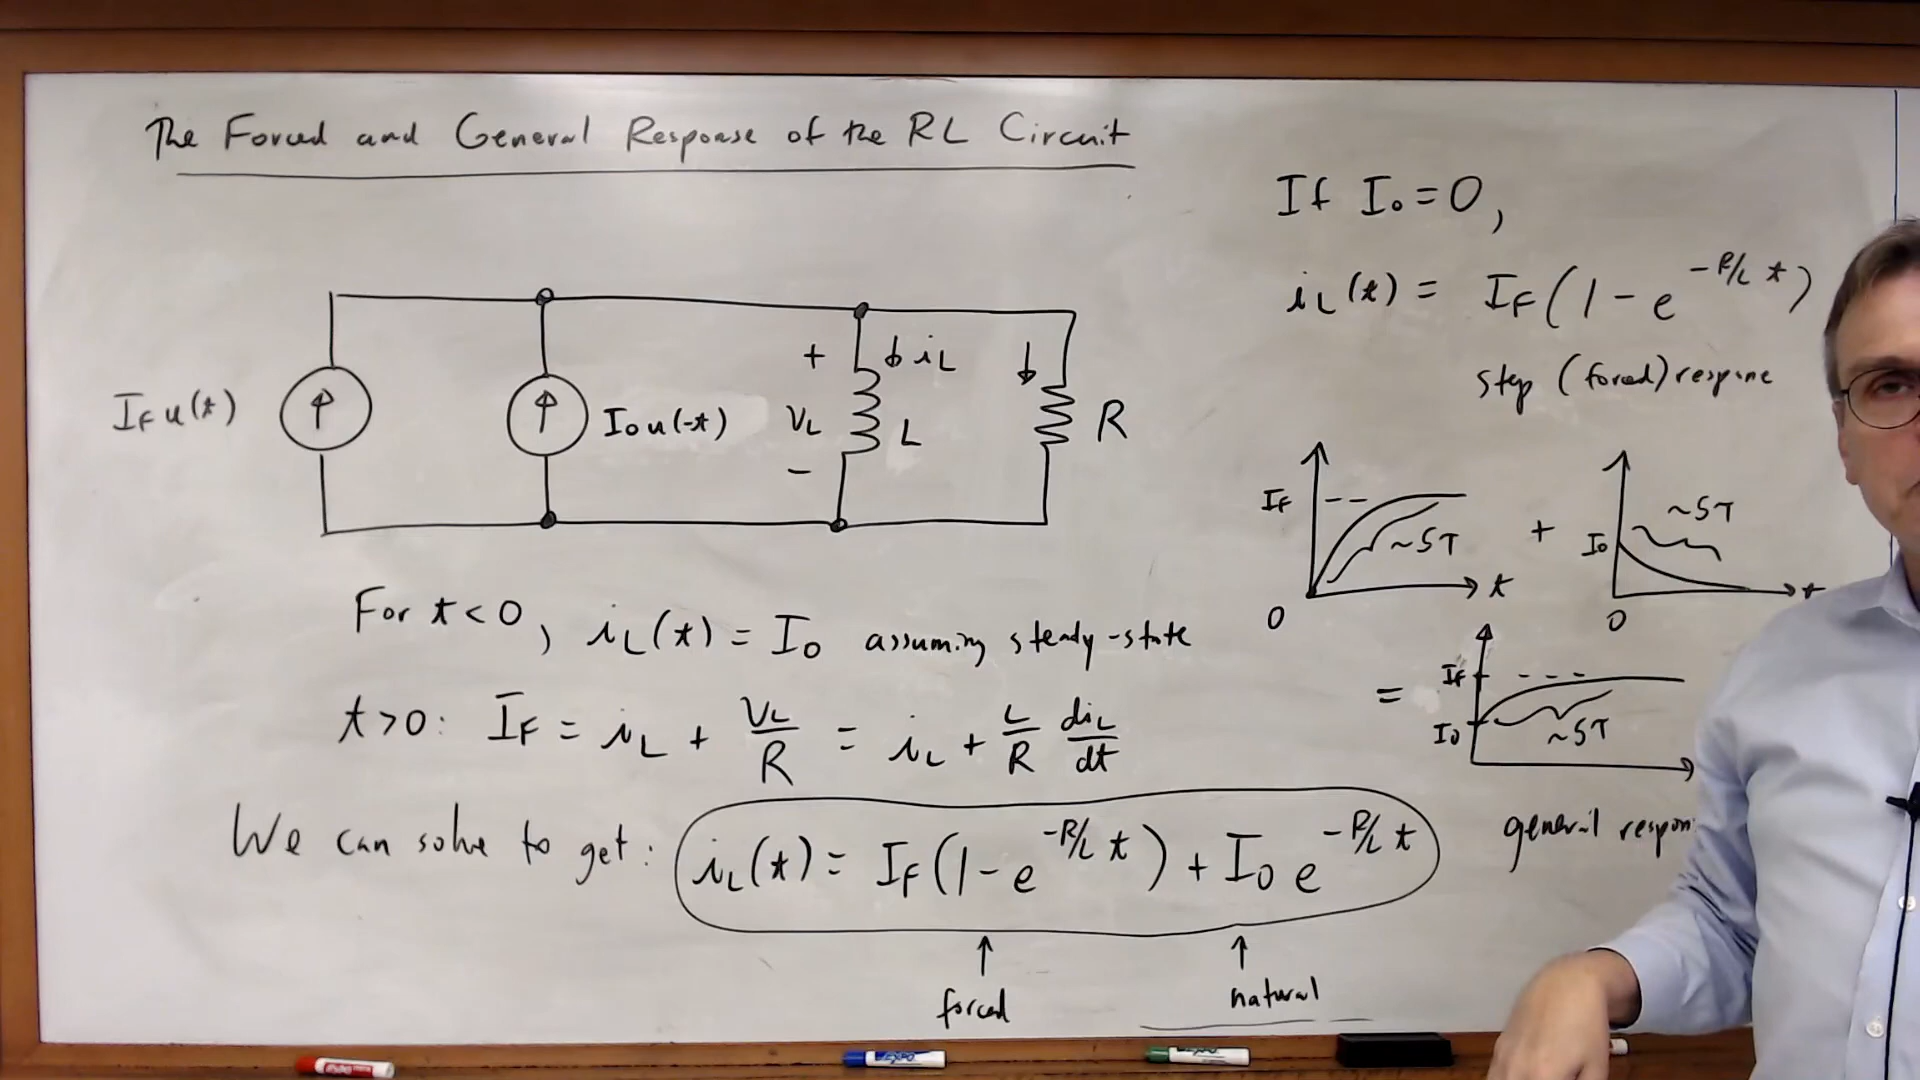 The Forced and General Response of the RL Circuit
I_F u(t)
I_0 u(-t)
+
v_L
-
i_L
L
R
For t<0, i_L(t) = I_0 assuming steady-state
t>0: I_F = i_L + v_L/R = i_L + L/R di_L/dt
We can solve to get: i_L(t) = I_F(1-e^{-R/L t}) + I_0 e^{-R/L t}
forced
natural
If I_0 = 0,
i_L(t) = I_F(1-e^{-R/L t})
step (forced) response
I_F
~5τ
t
0
+
I_0
~5τ
t
0
=
I_F
I_0
~5τ
general respon